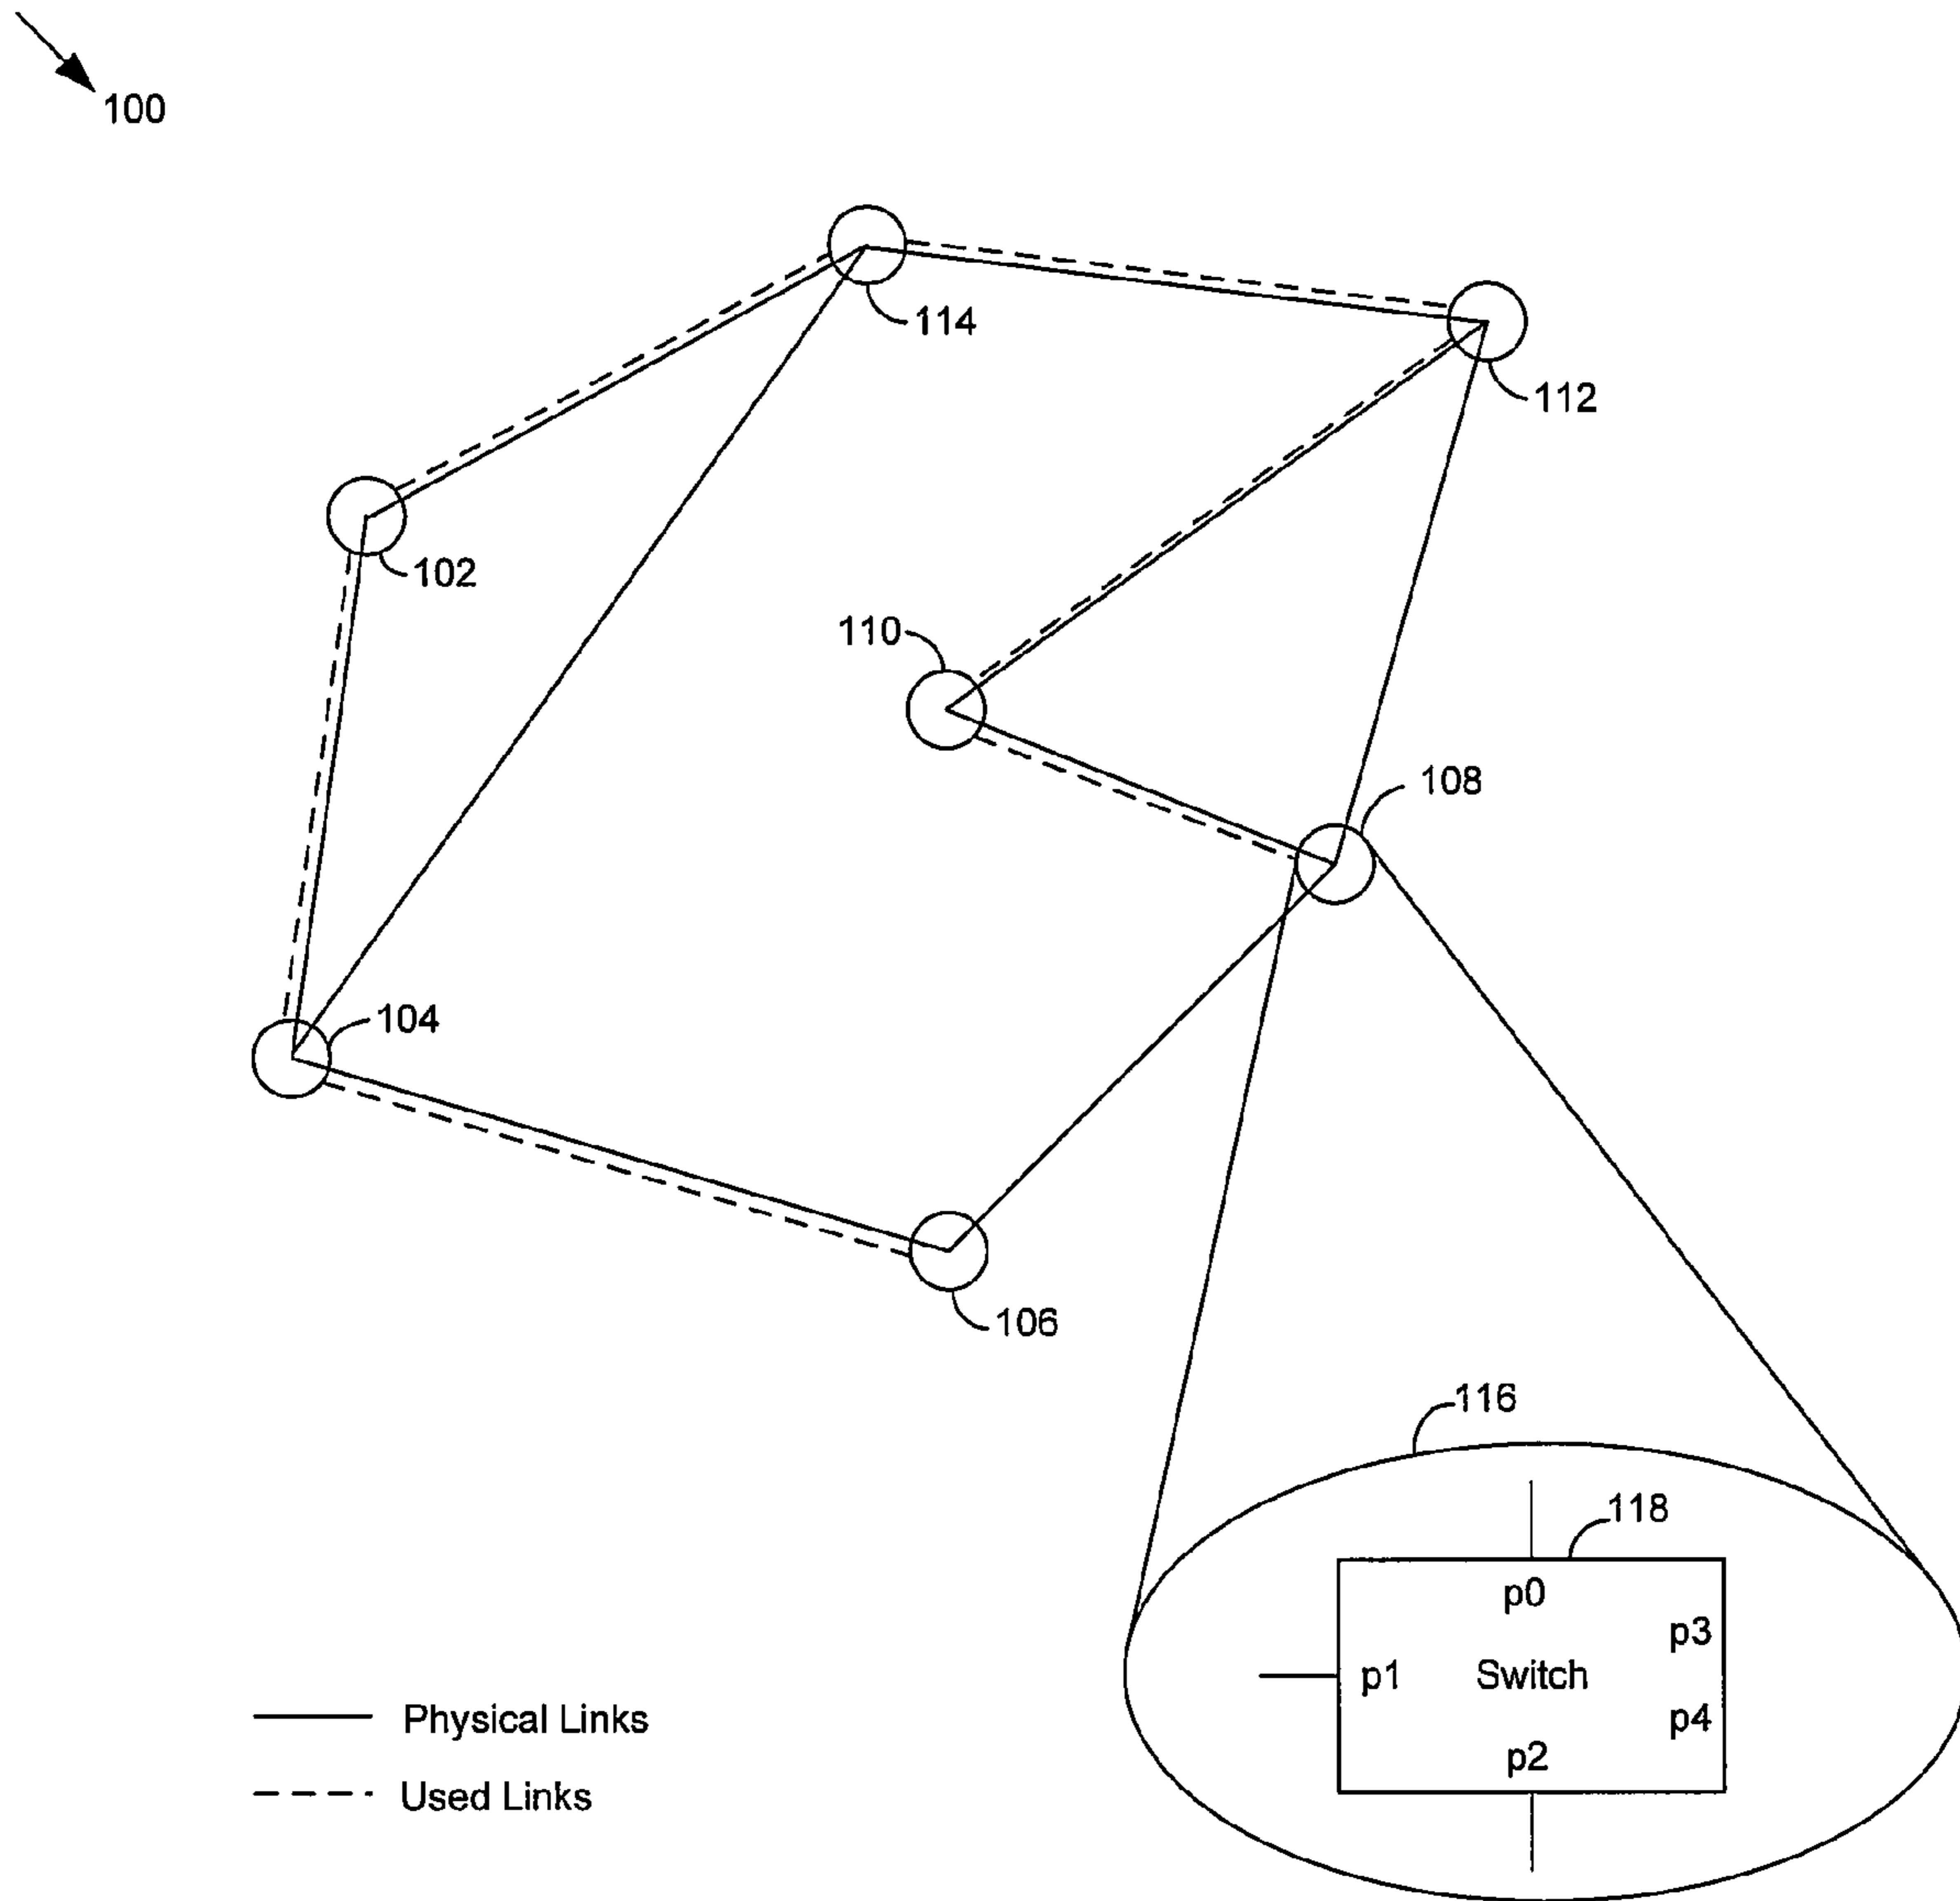 100
114
112
102
110
108
104
106
116
118
p0
p3
p1 Switch
p4
p2
Physical Links
Used Links